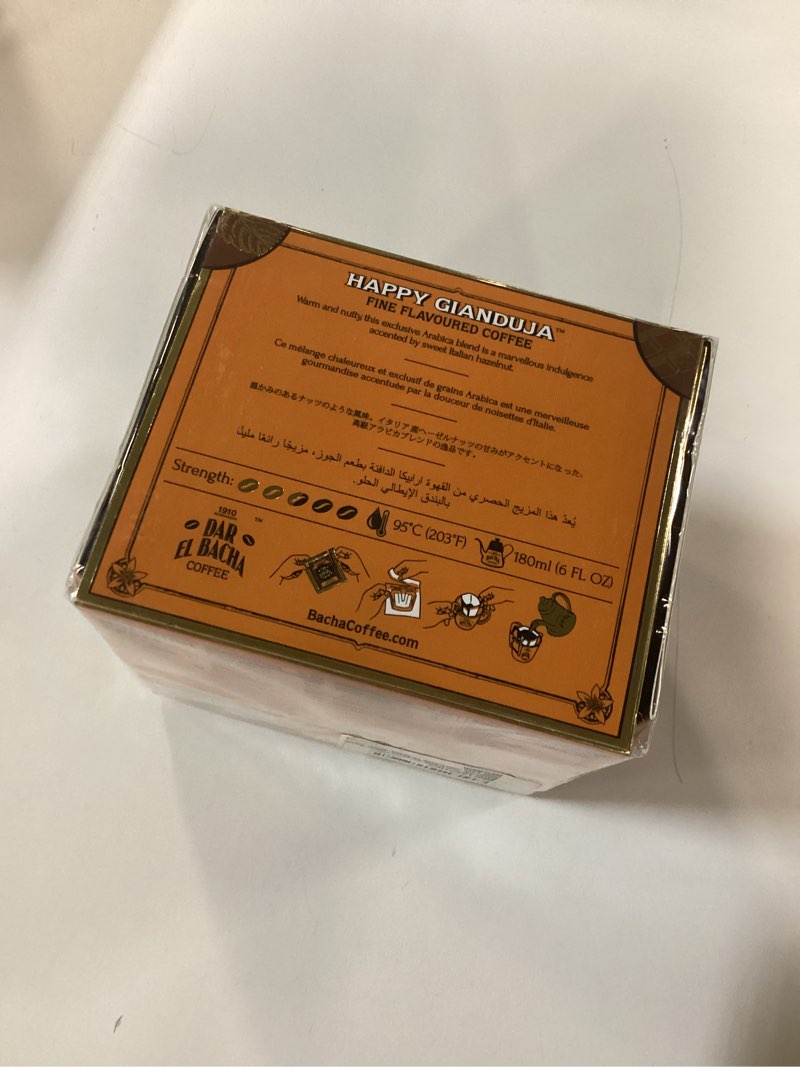 HAPPY GIANDUJA™
FINE FLAVOURED COFFEE
Warm and nutty, this exclusive Arabica blend is a marvellous indulgence
accented by sweet Italian hazelnut.
Ce mélange chaleureux et exclusif de grains Arabica est une merveilleuse
gourmandise accentuée par la douceur de noisettes d'Italie.
温かみのあるナッツのような風味。イタリア産ヘーゼルナッツの甘みがアクセントになった、
高級アラビカブレンドの逸品です。
يُعدّ هذا المزيج الحصري من القهوة ارابيكا الدافئة بطعم الجوز، مزيجًا رائعًا مليئًا
بالبندق الإيطالي الحلو.
Strength:
95°C (203°F)
180ml (6 FL OZ)
1910
DAR
EL BACHA
COFFEE
™
BachaCoffee.com